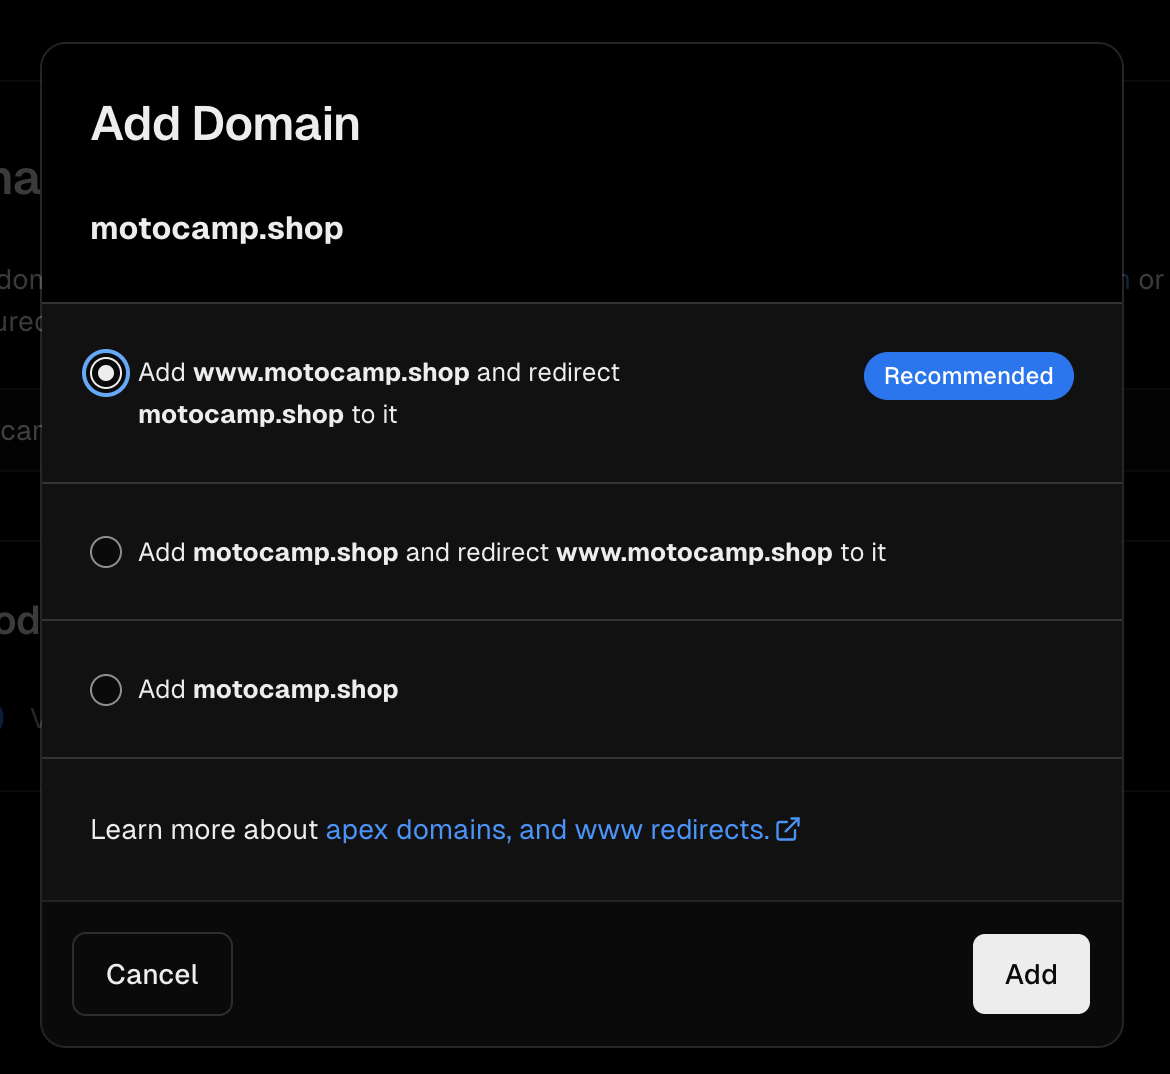 Add Domain
motocamp.shop
Add www.motocamp.shop and redirect
motocamp.shop to it
Recommended
Add motocamp.shop and redirect www.motocamp.shop to it
Add motocamp.shop
Learn more about apex domains, and www redirects.
Cancel
Add
or